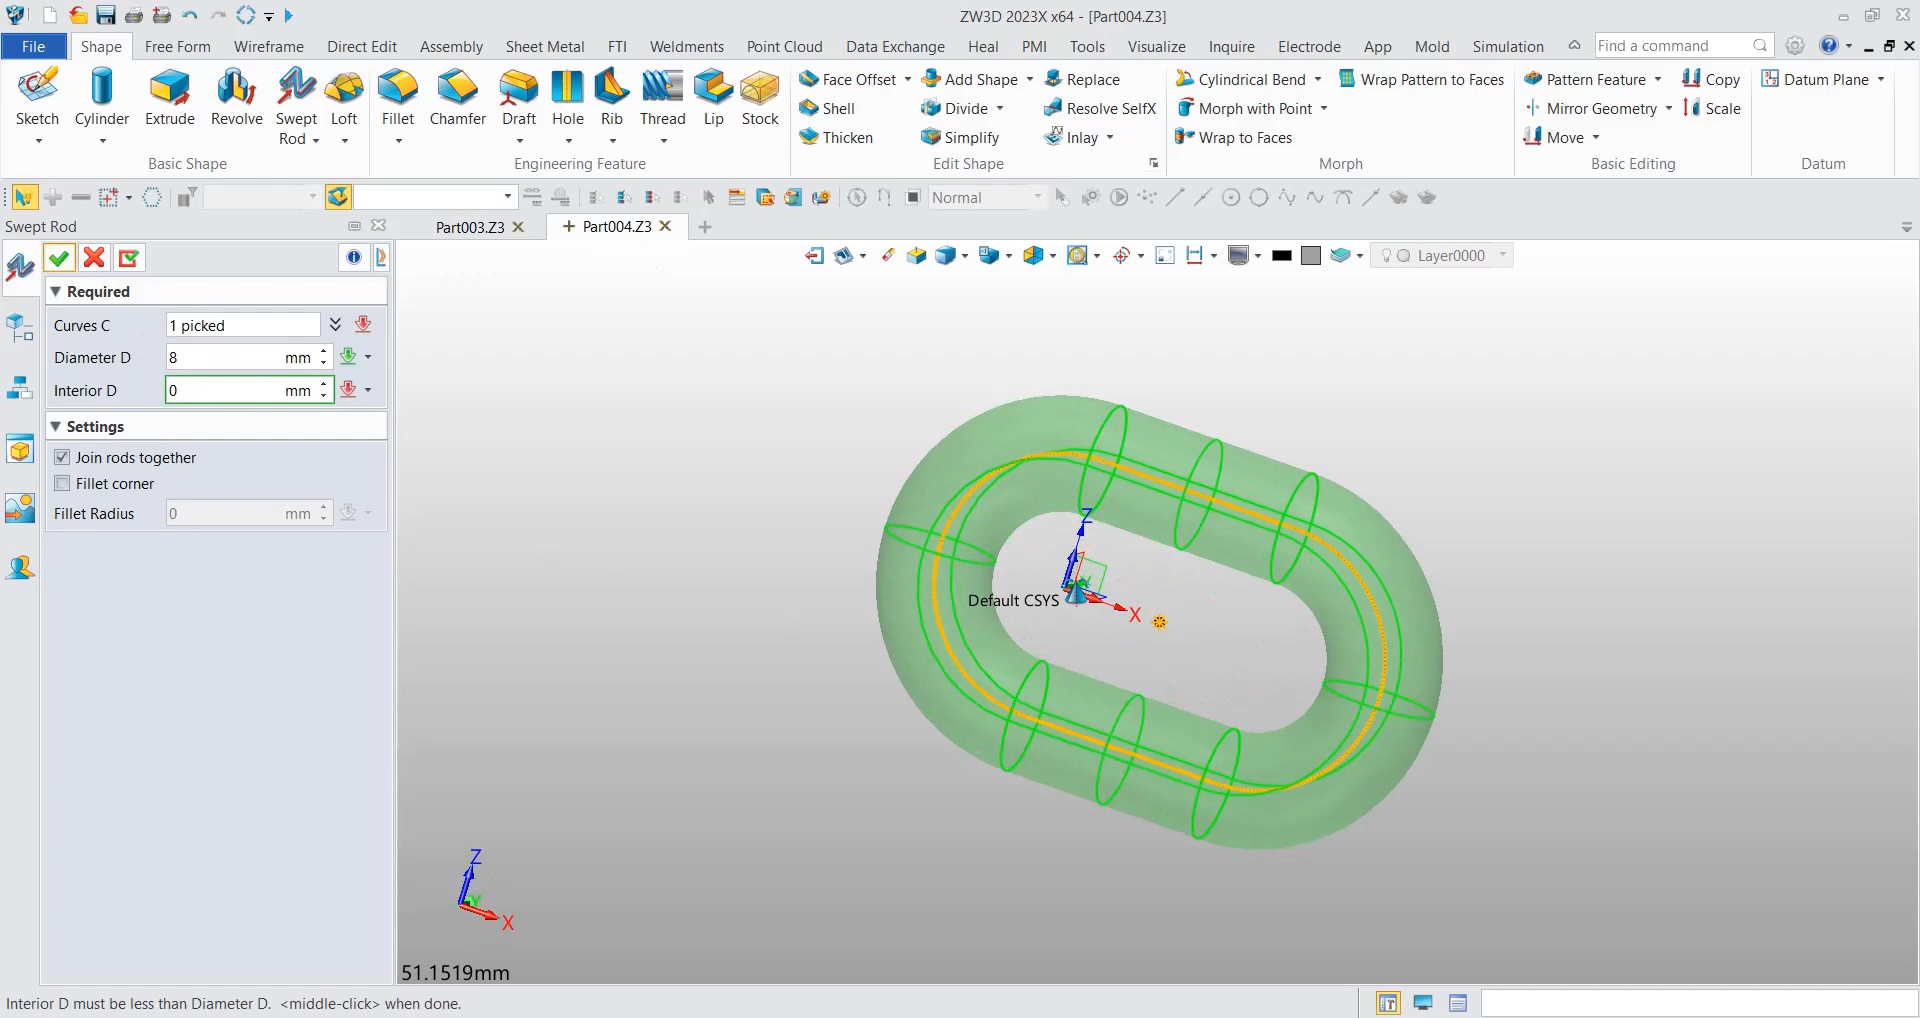 ZW3D 2023X x64 - [Part004.Z3]
File Shape Free Form Wireframe Direct Edit Assembly Sheet Metal FTI Weldments Point Cloud Data Exchange Heal PMI Tools Visualize Inquire Electrode App Mold Simulation Find a command
Face Offset Add Shape Replace Cylindrical Bend Wrap Pattern to Faces Pattern Feature Copy Datum Plane
Sketch Cylinder Extrude Revolve Swept Rod Loft Fillet Chamfer Draft Hole Rib Thread Lip Stock
Shell Divide Resolve SelfX Morph with Point Mirror Geometry Scale
Thicken Simplify Inlay Wrap to Faces Move
Basic Shape Engineering Feature Edit Shape Morph Basic Editing Datum
Normal
Swept Rod Part003.Z3 Part004.Z3
Layer0000
Required
Curves C 1 picked
Diameter D 8 mm
Interior D 0 mm
Settings
Join rods together
Fillet corner
Fillet Radius 0 mm
Z
Default CSYS
X
Z
Y
X
51.1519mm
Interior D must be less than Diameter D. <middle-click> when done.